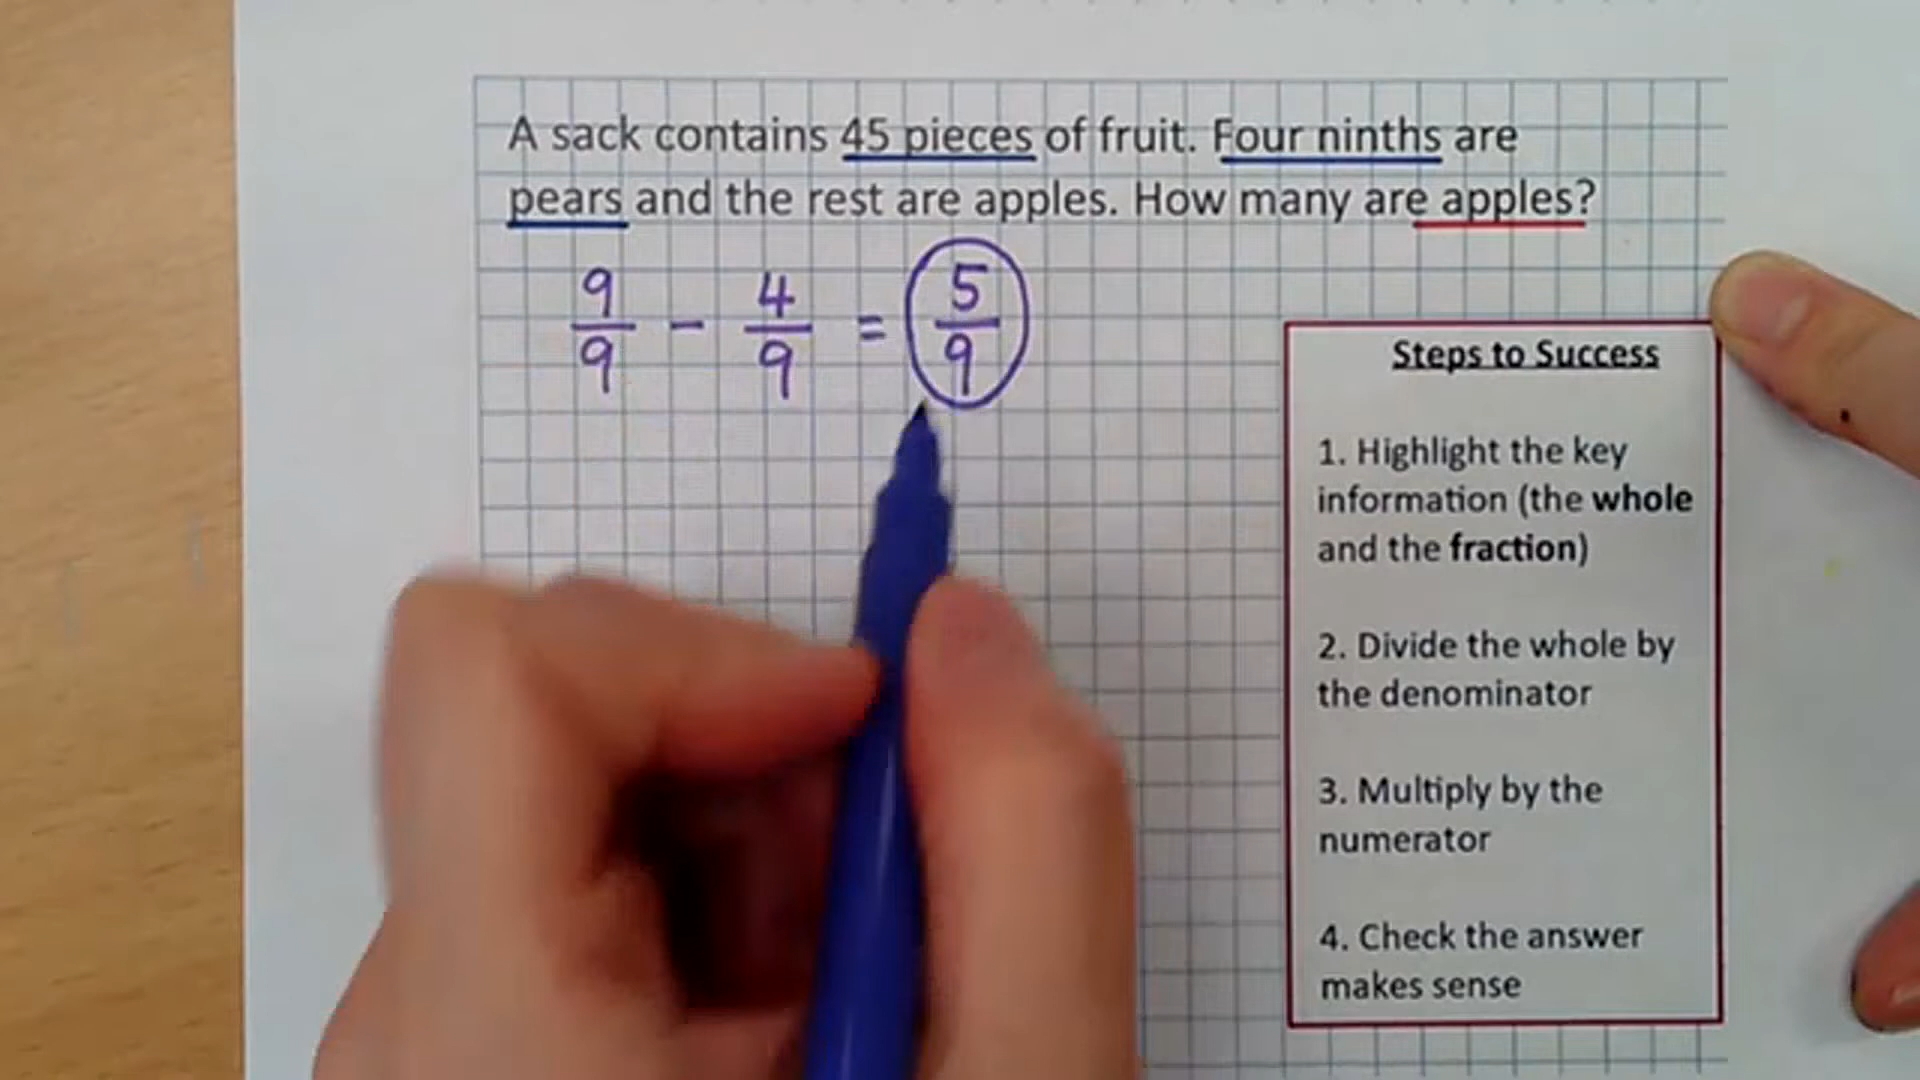 A sack contains 45 pieces of fruit. Four ninths are
pears and the rest are apples. How many are apples?
9/9 - 4/9 = 5/9
Steps to Success
1. Highlight the key
information (the whole
and the fraction)
2. Divide the whole by
the denominator
3. Multiply by the
numerator
4. Check the answer
makes sense